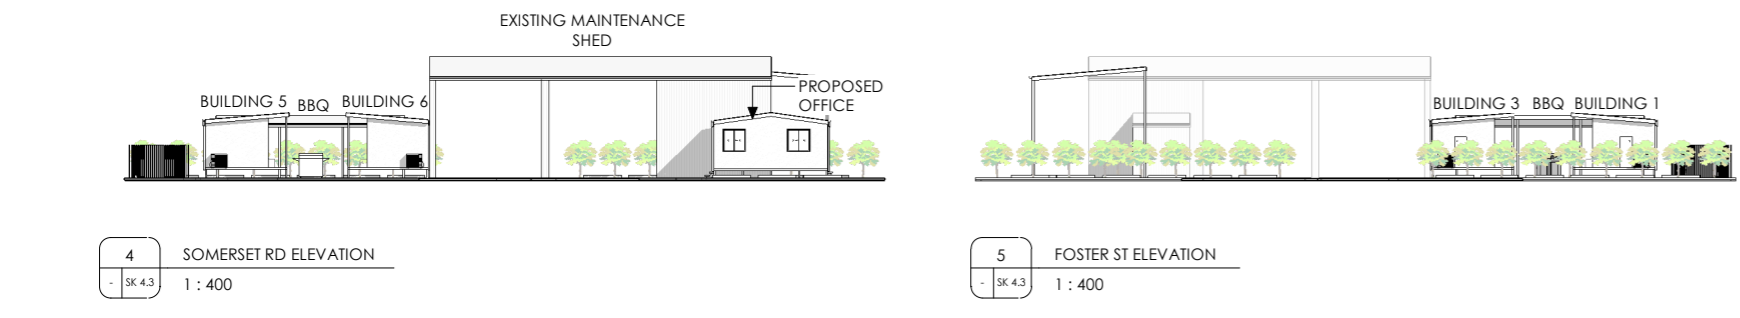 EXISTING MAINTENANCE
SHED
PROPOSED
OFFICE
BUILDING 5
BBQ
BUILDING 6
4
SOMERSET RD ELEVATION
-
SK 4.3
1 : 400
BUILDING 3
BBQ
BUILDING 1
5
FOSTER ST ELEVATION
-
SK 4.3
1 : 400